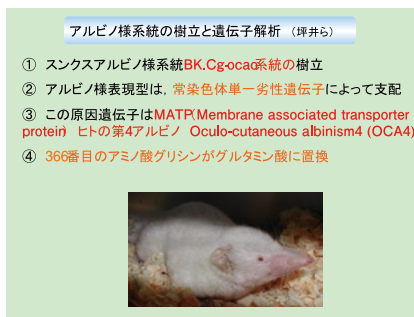 アルビノ様系統の樹立と遺伝子解析 （坪井ら）
① スンクスアルビノ様系統BK.Cg-ocao系統の樹立
② アルビノ様表現型は，常染色体単一劣性遺伝子によって支配
③ この原因遺伝子はMATP(Membrane associated transporter
protein) ヒトの第4アルビノ Oculo-cutaneous albinism4 (OCA4)
④ 366番目のアミノ酸グリシンがグルタミン酸に置換